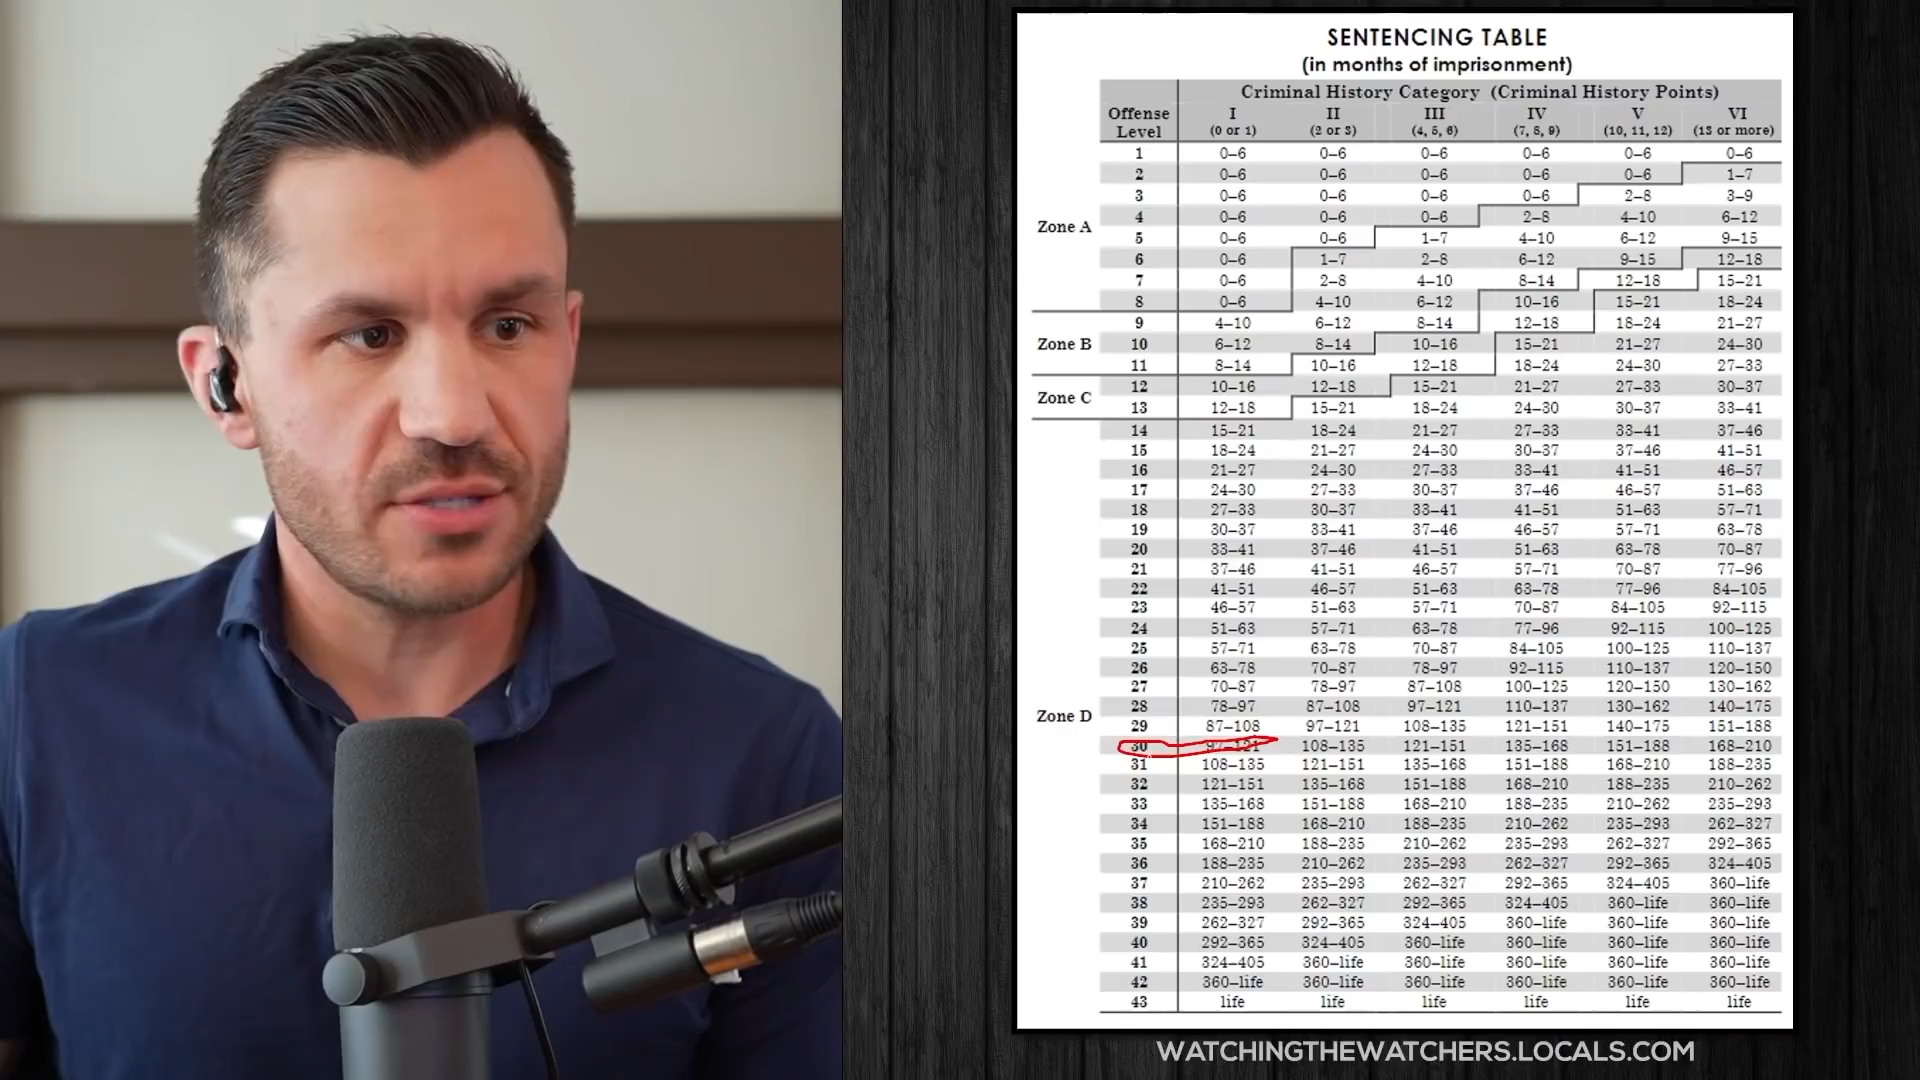 SENTENCING TABLE
(in months of imprisonment)
Criminal History Category (Criminal History Points)
Offense Level I (0 or 1) II (2 or 3) III (4, 5, 6) IV (7, 8, 9) V (10, 11, 12) VI (13 or more)
1 0–6 0–6 0–6 0–6 0–6 0–6
2 0–6 0–6 0–6 0–6 0–6 1–7
3 0–6 0–6 0–6 0–6 2–8 3–9
4 0–6 0–6 0–6 2–8 4–10 6–12
Zone A
5 0–6 0–6 1–7 4–10 6–12 9–15
6 0–6 1–7 2–8 6–12 9–15 12–18
7 0–6 2–8 4–10 8–14 12–18 15–21
8 0–6 4–10 6–12 10–16 15–21 18–24
9 4–10 6–12 8–14 12–18 18–24 21–27
Zone B 10 6–12 8–14 10–16 15–21 21–27 24–30
11 8–14 10–16 12–18 18–24 24–30 27–33
12 10–16 12–18 15–21 21–27 27–33 30–37
Zone C
13 12–18 15–21 18–24 24–30 30–37 33–41
14 15–21 18–24 21–27 27–33 33–41 37–46
15 18–24 21–27 24–30 30–37 37–46 41–51
16 21–27 24–30 27–33 33–41 41–51 46–57
17 24–30 27–33 30–37 37–46 46–57 51–63
18 27–33 30–37 33–41 41–51 51–63 57–71
19 30–37 33–41 37–46 46–57 57–71 63–78
20 33–41 37–46 41–51 51–63 63–78 70–87
21 37–46 41–51 46–57 57–71 70–87 77–96
22 41–51 46–57 51–63 63–78 77–96 84–105
23 46–57 51–63 57–71 70–87 84–105 92–115
24 51–63 57–71 63–78 77–96 92–115 100–125
25 57–71 63–78 70–87 84–105 100–125 110–137
26 63–78 70–87 78–97 92–115 110–137 120–150
27 70–87 78–97 87–108 100–125 120–150 130–162
28 78–97 87–108 97–121 110–137 130–162 140–175
Zone D
29 87–108 97–121 108–135 121–151 140–175 151–188
30 97–121 108–135 121–151 135–168 151–188 168–210
31 108–135 121–151 135–168 151–188 168–210 188–235
32 121–151 135–168 151–188 168–210 188–235 210–262
33 135–168 151–188 168–210 188–235 210–262 235–293
34 151–188 168–210 188–235 210–262 235–293 262–327
35 168–210 188–235 210–262 235–293 262–327 292–365
36 188–235 210–262 235–293 262–327 292–365 324–405
37 210–262 235–293 262–327 292–365 324–405 360–life
38 235–293 262–327 292–365 324–405 360–life 360–life
39 262–327 292–365 324–405 360–life 360–life 360–life
40 292–365 324–405 360–life 360–life 360–life 360–life
41 324–405 360–life 360–life 360–life 360–life 360–life
42 360–life 360–life 360–life 360–life 360–life 360–life
43 life life life life life life
WATCHINGTHEWATCHERS.LOCALS.COM